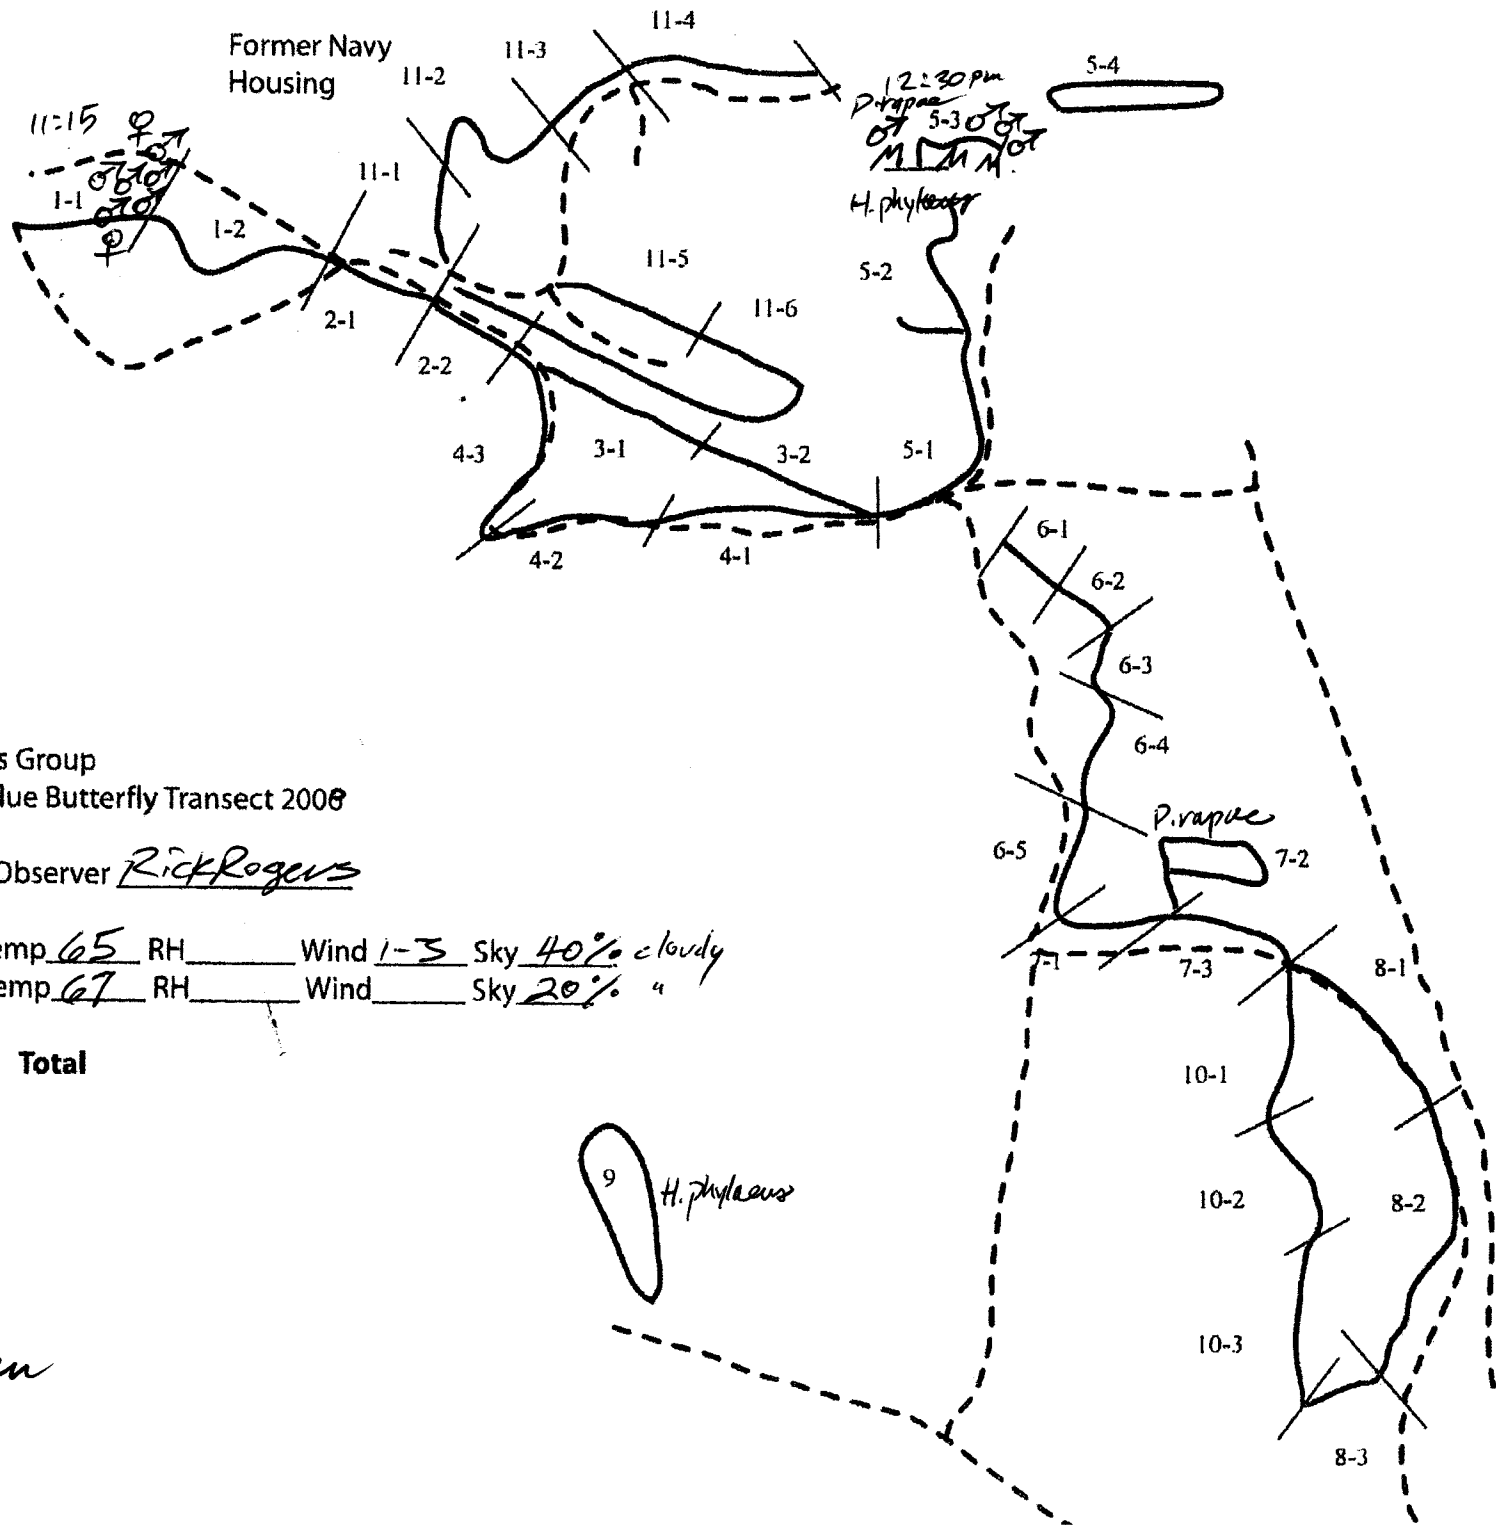 11-4
Former Navy
Housing
11-3
11-2
5-4
12:30 pm
P. rapae
5-3
♂ ♂ ♂ ♂
M M M
11:15
♀
♂
♂ ♂ ♂
♂ ♂
♀
1-1
11-1
1-2
H. phylaeus
11-5
5-2
11-6
2-1
2-2
4-3
3-1
3-2
5-1
4-2
4-1
6-1
6-2
6-3
6-4
s Group
lue Butterfly Transect 2008
P. rapae
6-5
7-2
Observer Rick Rogers
emp 65 RH Wind 1-3 Sky 40% cloudy
emp 67 RH Wind Sky 20% "
7-1
7-3
8-1
Total
10-1
9
H. phylaeus
10-2
8-2
10-3
8-3